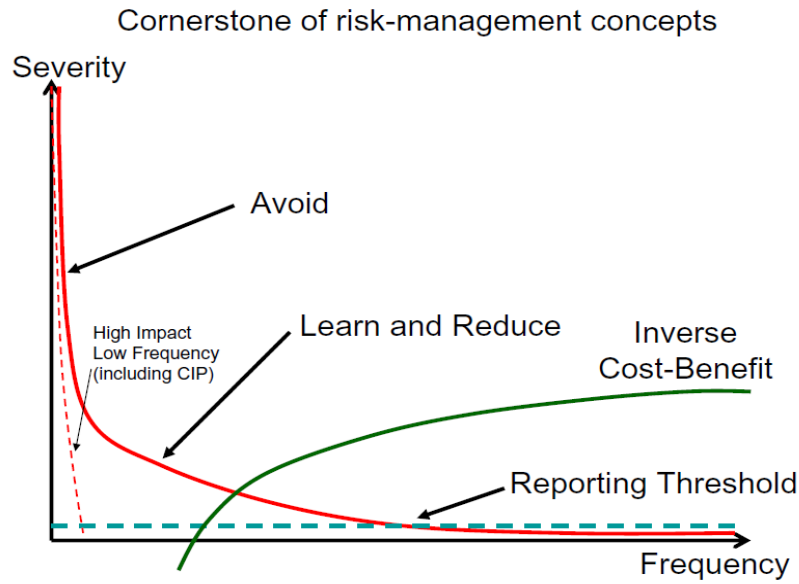 Cornerstone of risk-management concepts
Severity
Avoid
High Impact
Low Frequency
(including CIP)
Learn and Reduce
Inverse
Cost-Benefit
Reporting Threshold
Frequency